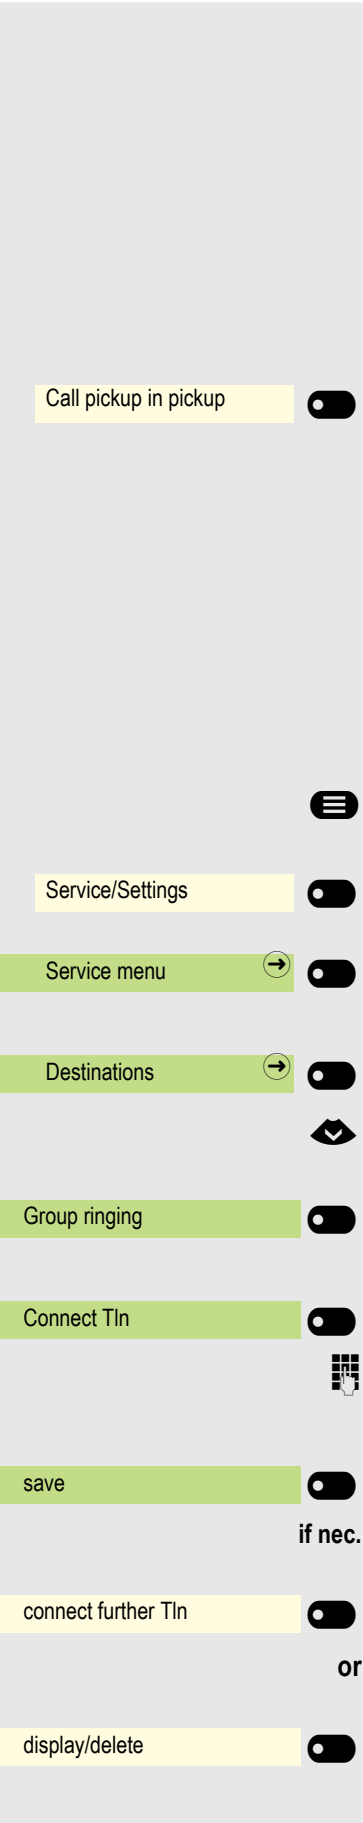 Call pickup in pickup
Service/Settings
Service menu
Destinations
Group ringing
Connect Tln
save
if nec.
connect further Tln
or
display/delete